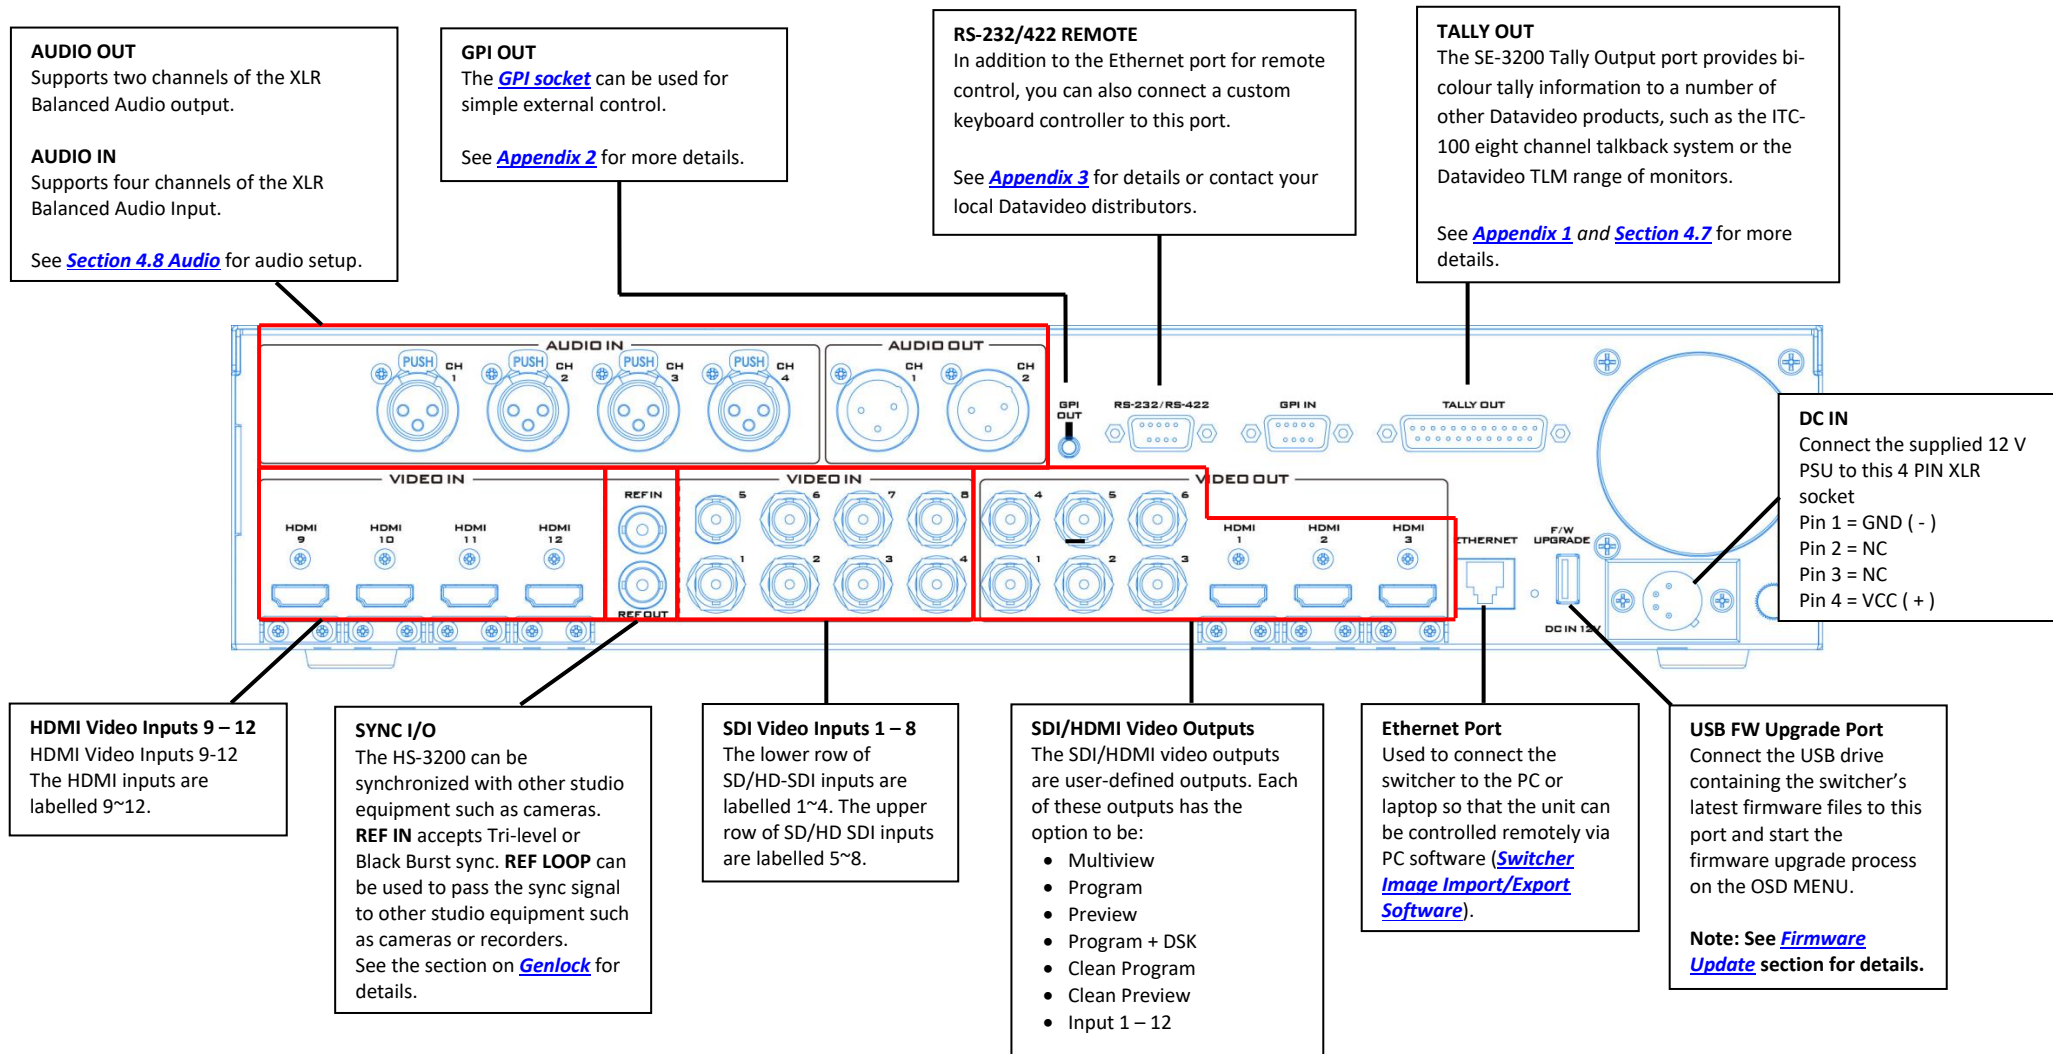 AUDIO OUT
Supports two channels of the XLR
Balanced Audio output.
AUDIO IN
Supports four channels of the XLR
Balanced Audio Input.
See Section 4.8 Audio for audio setup.
GPI OUT
The GPI socket can be used for
simple external control.
See Appendix 2 for more details.
RS-232/422 REMOTE
In addition to the Ethernet port for remote
control, you can also connect a custom
keyboard controller to this port.
See Appendix 3 for details or contact your
local Datavideo distributors.
TALLY OUT
The SE-3200 Tally Output port provides bi-
colour tally information to a number of
other Datavideo products, such as the ITC-
100 eight channel talkback system or the
Datavideo TLM range of monitors.
See Appendix 1 and Section 4.7 for more
details.
AUDIO IN
AUDIO OUT
PUSH CH 1
PUSH CH 2
PUSH CH 3
PUSH CH 4
CH 1
CH 2
GPI OUT
RS-232/RS-422
GPI IN
TALLY OUT
DC IN
Connect the supplied 12 V
PSU to this 4 PIN XLR
socket
Pin 1 = GND ( - )
Pin 2 = NC
Pin 3 = NC
Pin 4 = VCC ( + )
VIDEO IN
REF IN
VIDEO IN
VIDEO OUT
5 6 7 8
4 5 6
HDMI 9
HDMI 10
HDMI 11
HDMI 12
HDMI 1
HDMI 2
HDMI 3
ETHERNET
F/W UPGRADE
1 2 3 4
1 2 3
REF OUT
DC IN 12V
HDMI Video Inputs 9 – 12
HDMI Video Inputs 9-12
The HDMI inputs are
labelled 9~12.
SYNC I/O
The HS-3200 can be
synchronized with other studio
equipment such as cameras.
REF IN accepts Tri-level or
Black Burst sync. REF LOOP can
be used to pass the sync signal
to other studio equipment such
as cameras or recorders.
See the section on Genlock for
details.
SDI Video Inputs 1 – 8
The lower row of
SD/HD-SDI inputs are
labelled 1~4. The upper
row of SD/HD SDI inputs
are labelled 5~8.
SDI/HDMI Video Outputs
The SDI/HDMI video outputs
are user-defined outputs. Each
of these outputs has the
option to be:
• Multiview
• Program
• Preview
• Program + DSK
• Clean Program
• Clean Preview
• Input 1 – 12
Ethernet Port
Used to connect the
switcher to the PC or
laptop so that the unit can
be controlled remotely via
PC software (Switcher
Image Import/Export
Software).
USB FW Upgrade Port
Connect the USB drive
containing the switcher’s
latest firmware files to this
port and start the
firmware upgrade process
on the OSD MENU.
Note: See Firmware
Update section for details.